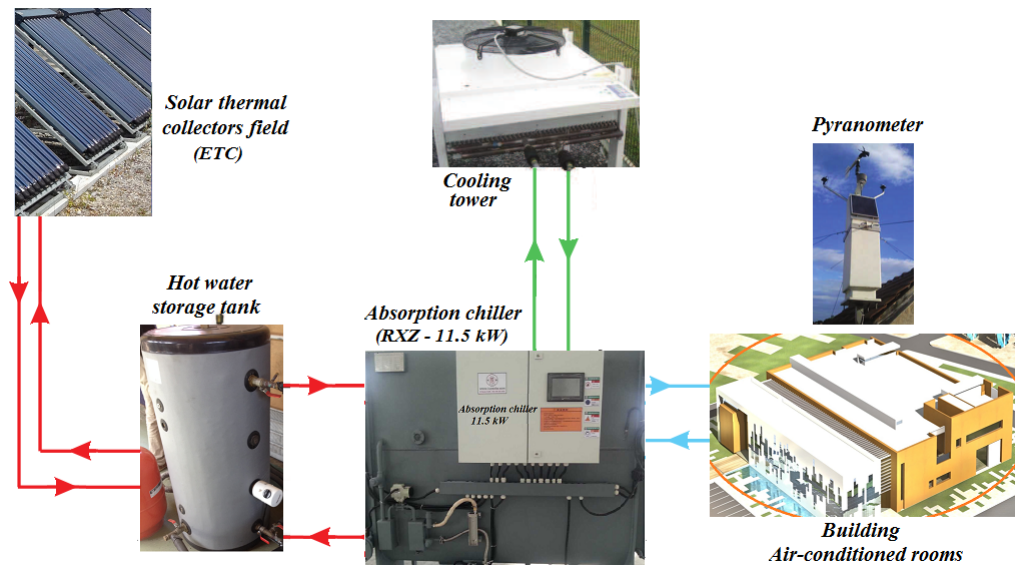 Solar thermal
collectors field
(ETC)
Cooling
tower
Pyranometer
Hot water
storage tank
Absorption chiller
(RXZ - 11.5 kW)
Absorption chiller
11.5 kW
Building
Air-conditioned rooms